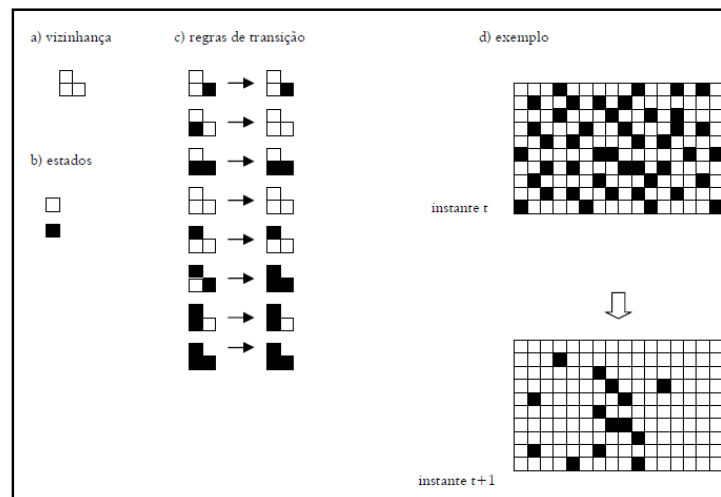 a) vizinhança
c) regras de transição
d) exemplo
b) estados
instante t
instante t+1